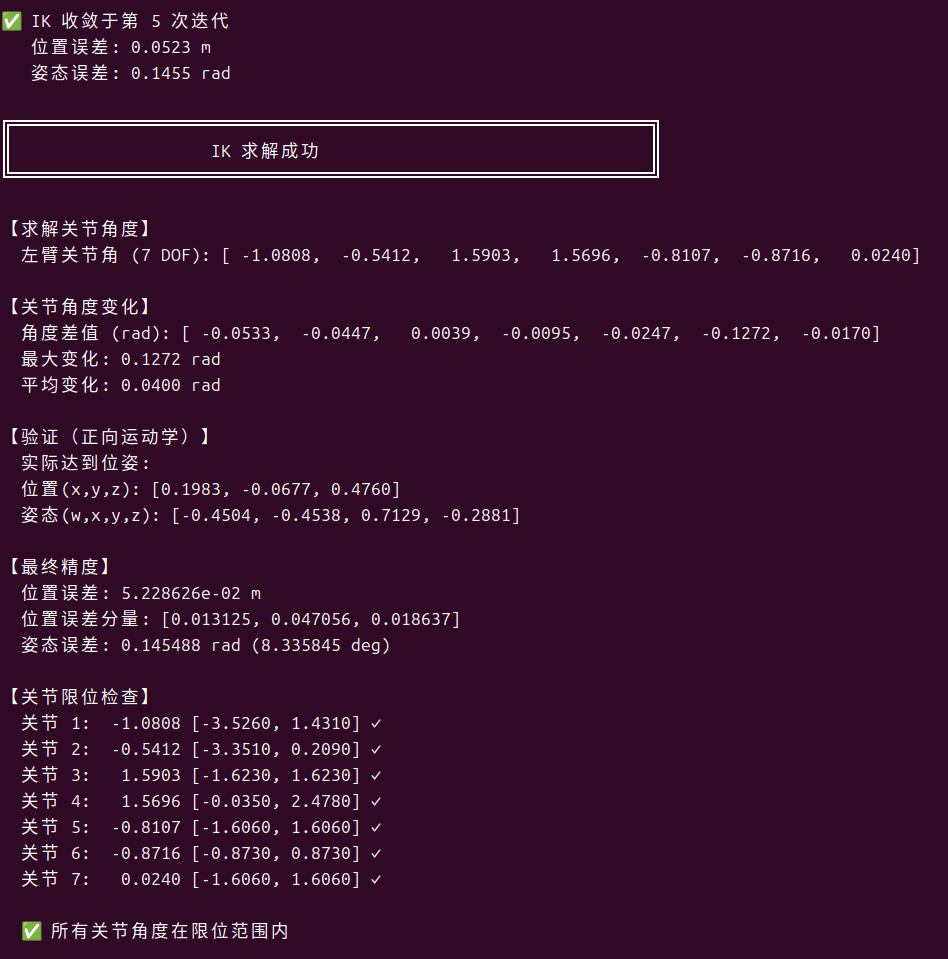 ✅ IK 收敛于第 5 次迭代
位置误差: 0.0523 m
姿态误差: 0.1455 rad
IK 求解成功
【求解关节角度】
左臂关节角 (7 DOF): [ -1.0808,  -0.5412,   1.5903,   1.5696,  -0.8107,  -0.8716,   0.0240]
【关节角度变化】
角度差值 (rad): [ -0.0533,  -0.0447,   0.0039,  -0.0095,  -0.0247,  -0.1272,  -0.0170]
最大变化: 0.1272 rad
平均变化: 0.0400 rad
【验证（正向运动学）】
实际达到位姿:
位置(x,y,z): [0.1983, -0.0677, 0.4760]
姿态(w,x,y,z): [-0.4504, -0.4538, 0.7129, -0.2881]
【最终精度】
位置误差: 5.228626e-02 m
位置误差分量: [0.013125, 0.047056, 0.018637]
姿态误差: 0.145488 rad (8.335845 deg)
【关节限位检查】
关节 1:  -1.0808 [-3.5260, 1.4310] ✓
关节 2:  -0.5412 [-3.3510, 0.2090] ✓
关节 3:   1.5903 [-1.6230, 1.6230] ✓
关节 4:   1.5696 [-0.0350, 2.4780] ✓
关节 5:  -0.8107 [-1.6060, 1.6060] ✓
关节 6:  -0.8716 [-0.8730, 0.8730] ✓
关节 7:   0.0240 [-1.6060, 1.6060] ✓
✅ 所有关节角度在限位范围内